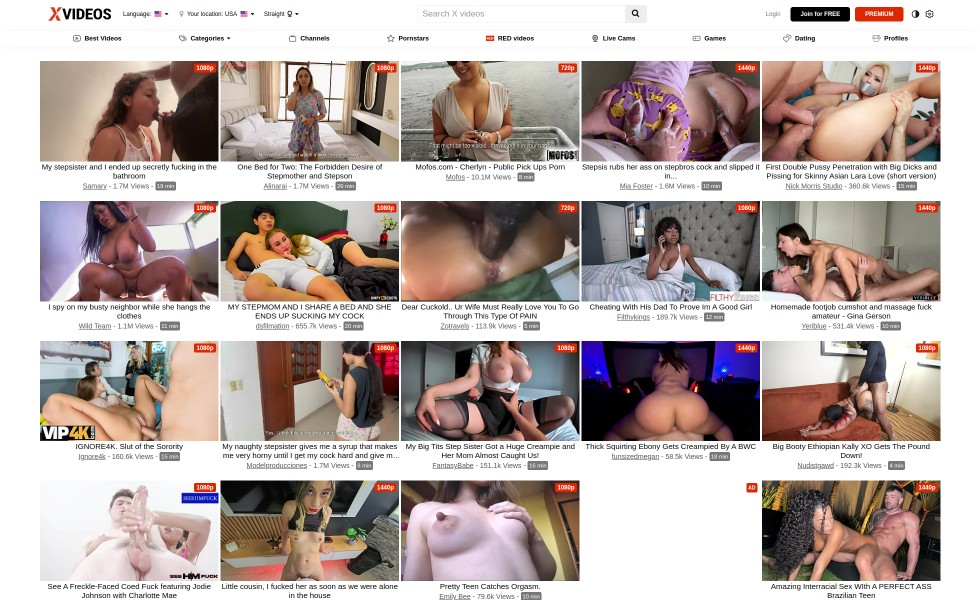 XVIDEOS
Language:
Your location: USA
Straight
Search X videos
Login
Join for FREE
PREMIUM
Best Videos
Categories
Channels
Pornstars
RED videos
Live Cams
Games
Dating
Profiles
1080p
1080p
720p
1440p
1440p
MOFOS
My stepsister and I ended up secretly fucking in the
bathroom
Samary - 1.7M Views - 19 min
One Bed for Two: The Forbidden Desire of
Stepmother and Stepson
Alinarai - 1.7M Views - 26 min
Mofos.com - Cherlyn - Public Pick Ups Porn
Mofos - 10.1M Views - 8 min
Stepsis rubs her ass on stepbros cock and slipped it
in...
Mia Foster - 1.6M Views - 10 min
First Double Pussy Penetration with Big Dicks and
Pissing for Skinny Asian Lara Love (short version)
Nick Morris Studio - 360.6k Views - 15 min
1080p
1080p
720p
1080p
1440p
FILTHY
I spy on my busty neighbor while she hangs the
clothes
Wild Team - 1.1M Views - 11 min
MY STEPMOM AND I SHARE A BED AND SHE
ENDS UP SUCKING MY COCK
dsfilmation - 655.7k Views - 20 min
Dear Cuckold.. Ur Wife Must Really Love You To Go
Through This Type Of PAIN
Zotravels - 113.9k Views - 5 min
Cheating With His Dad To Prove Im A Good Girl
Filthykings - 189.7k Views - 12 min
Homemade footjob cumshot and massage fuck
amateur - Gina Gerson
Yeriblue - 531.4k Views - 10 min
1080p
1080p
1080p
1440p
1080p
VIP4K
IGNORE4K. Slut of the Sorority
Ignore4k - 160.6k Views - 15 min
My naughty stepsister gives me a syrup that makes
me very horny until I get my cock hard and give m...
Modelproducciones - 1.7M Views - 8 min
My Big Tits Step Sister Got a Huge Creampie and
Her Mom Almost Caught Us!
FantasyBabe - 151.1k Views - 16 min
Thick Squirting Ebony Gets Creampied By A BWC
funsizedmegan - 58.5k Views - 18 min
Big Booty Ethiopian Kally XO Gets The Pound
Down!
Nudistgawd - 192.3k Views - 4 min
1080p
1440p
1080p
AD
1440p
SEEHIMFUCK
SEE HIM FUCK
See A Freckle-Faced Coed Fuck featuring Jodie
Johnson with Charlotte Mae
Little cousin, I fucked her as soon as we were alone
in the house
Pretty Teen Catches Orgasm.
Emily Bee - 79.6k Views - 10 min
Amazing Interracial Sex With A PERFECT ASS
Brazilian Teen